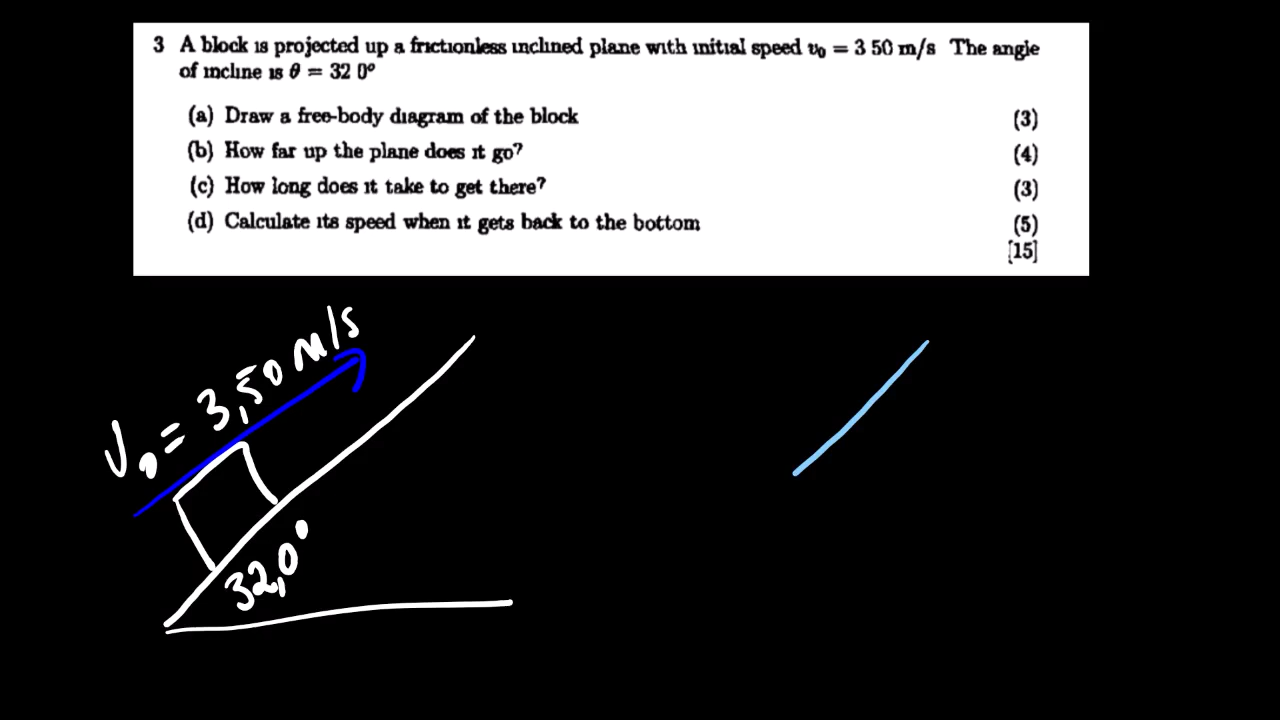 3 A block is projected up a frictionless inclined plane with initial speed v₀ = 3 50 m/s The angle
of incline is θ = 32 0°
(a) Draw a free-body diagram of the block (3)
(b) How far up the plane does it go? (4)
(c) How long does it take to get there? (3)
(d) Calculate its speed when it gets back to the bottom (5)
[15]
v₀ = 3,50 m/s
32,0°